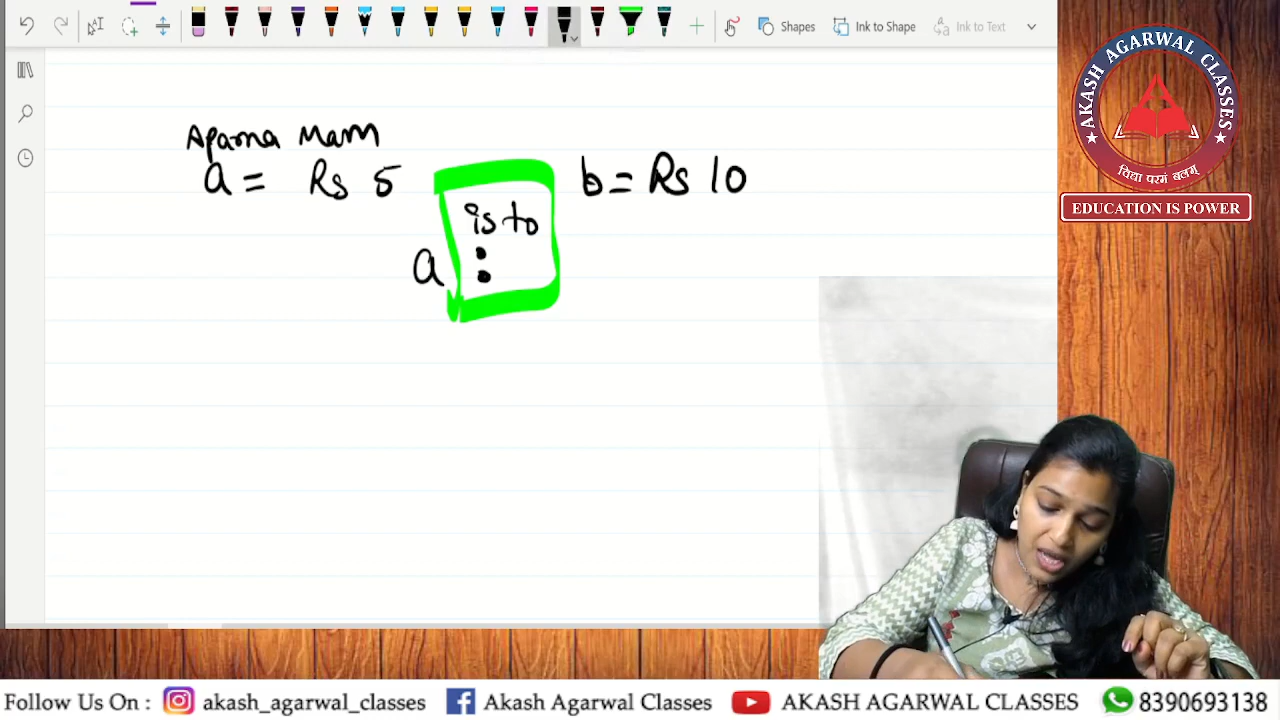 Shapes
Ink to Shape
Ink to Text
Aparna Mam
a = Rs 5
b = Rs 10
is to
a :
AKASH AGARWAL CLASSES
विद्या परमं बलम्
EDUCATION IS POWER
Follow Us On : akash_agarwal_classes Akash Agarwal Classes AKASH AGARWAL CLASSES 8390693138